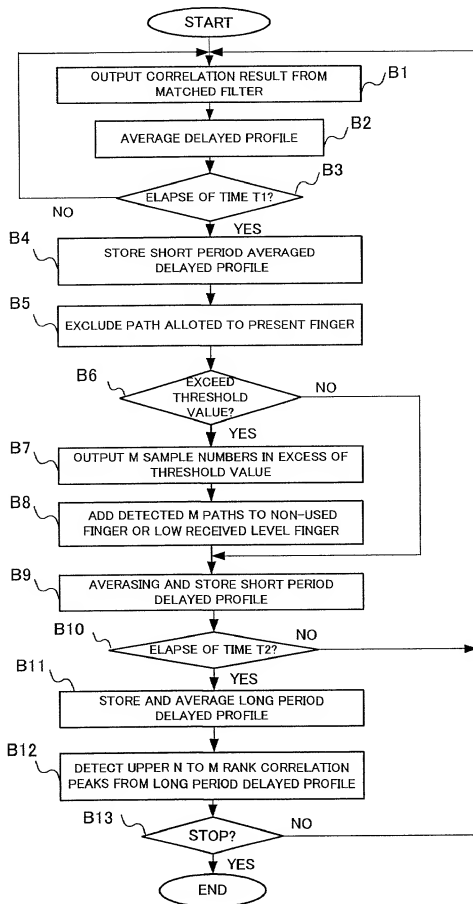 START
OUTPUT CORRELATION RESULT FROM
MATCHED FILTER
B1
AVERAGE DELAYED PROFILE
B2
ELAPSE OF TIME T1?
B3
NO
YES
B4
STORE SHORT PERIOD AVERAGED
DELAYED PROFILE
B5
EXCLUDE PATH ALLOTED TO PRESENT FINGER
B6
EXCEED
THRESHOLD
VALUE?
NO
YES
B7
OUTPUT M SAMPLE NUMBERS IN EXCESS OF
THRESHOLD VALUE
B8
ADD DETECTED M PATHS TO NON-USED
FINGER OR LOW RECEIVED LEVEL FINGER
B9
AVERASING AND STORE SHORT PERIOD
DELAYED PROFILE
B10
ELAPSE OF TIME T2?
NO
YES
B11
STORE AND AVERAGE LONG PERIOD
DELAYED PROFILE
B12
DETECT UPPER N TO M RANK CORRELATION
PEAKS FROM LONG PERIOD DELAYED PROFILE
B13
STOP?
NO
YES
END